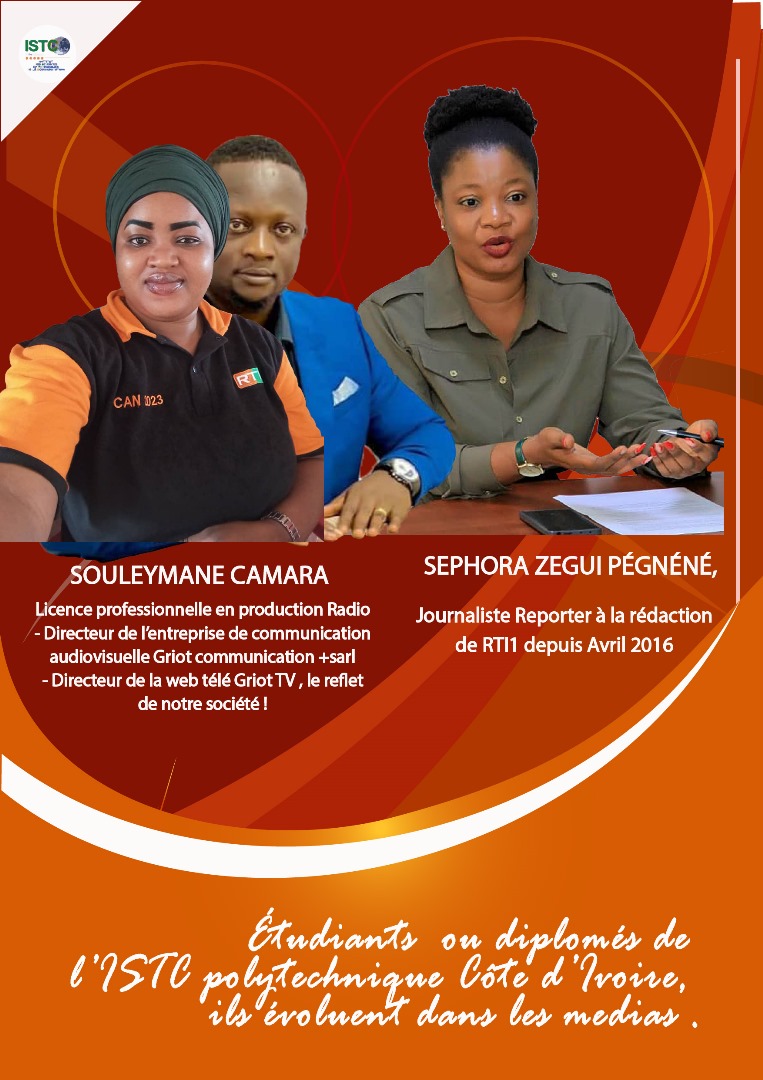 ISTC
RTI
CAN 2023
SOULEYMANE CAMARA
Licence professionnelle en production Radio
- Directeur de l'entreprise de communication
audiovisuelle Griot communication +sarl
- Directeur de la web télé Griot TV , le reflet
de notre société !
SEPHORA ZEGUI PÉGNÉNÉ,
Journaliste Reporter à la rédaction
de RTI1 depuis Avril 2016
Étudiants ou diplomés de
l'ISTC polytechnique Côte d'Ivoire,
ils évoluent dans les medias .